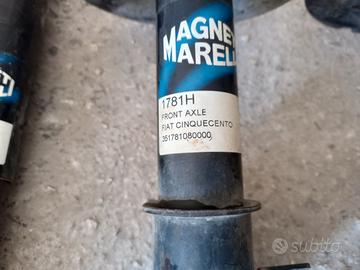 MAGNETI
MARELLI
1781H
FRONT AXLE
FIAT CINQUECENTO
351781080000
subito